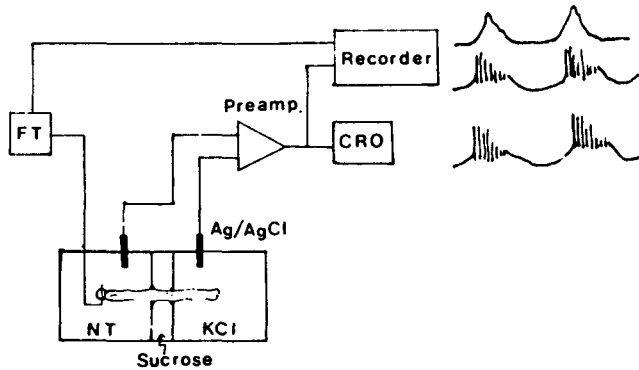 Recorder
Preamp.
FT
CRO
Ag/AgCl
NT
KCl
Sucrose